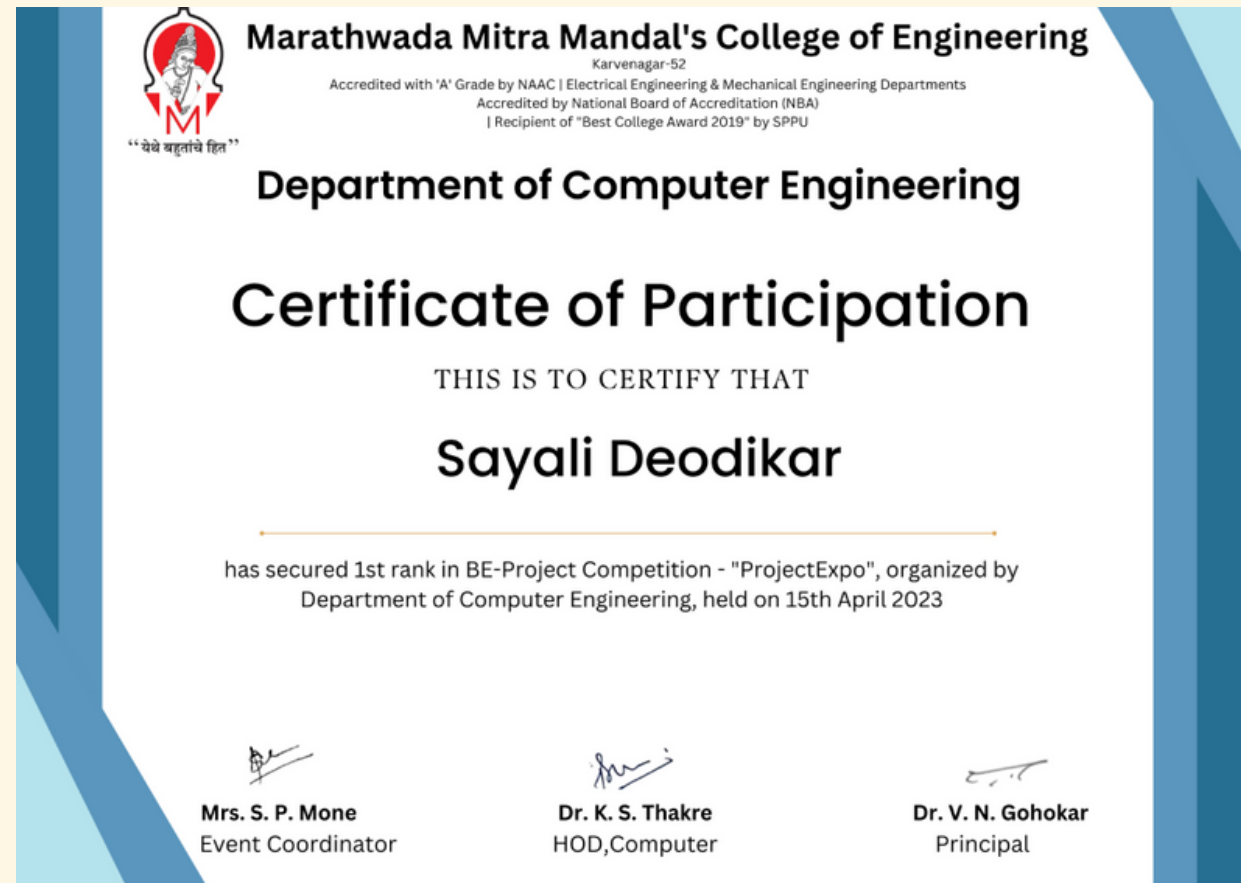 Marathwada Mitra Mandal's College of Engineering
Karvenagar-52
Accredited with 'A' Grade by NAAC | Electrical Engineering & Mechanical Engineering Departments
Accredited by National Board of Accreditation (NBA)
| Recipient of "Best College Award 2019" by SPPU
M
“येथे बहुतांचे हित”
Department of Computer Engineering
Certificate of Participation
THIS IS TO CERTIFY THAT
Sayali Deodikar
has secured 1st rank in BE-Project Competition - "ProjectExpo", organized by
Department of Computer Engineering, held on 15th April 2023
Mrs. S. P. Mone
Event Coordinator
Dr. K. S. Thakre
HOD,Computer
Dr. V. N. Gohokar
Principal